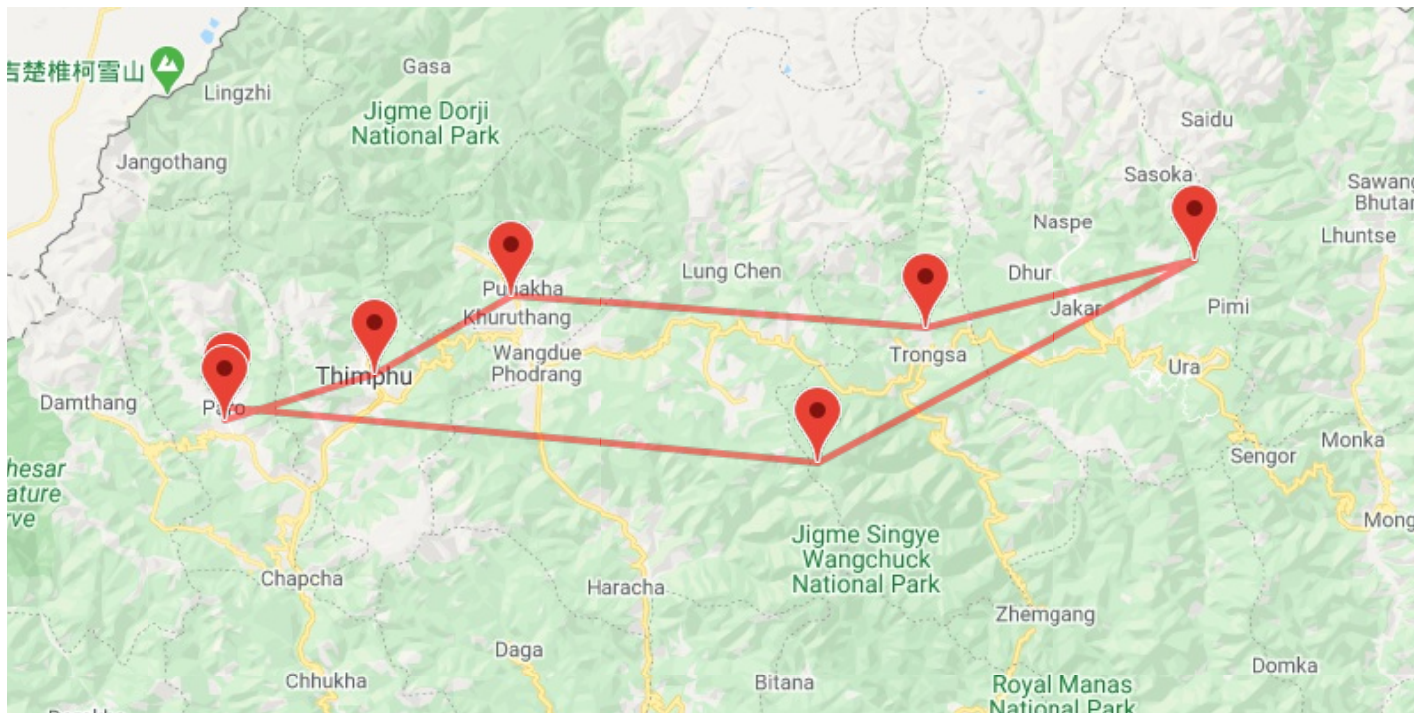 Gasa
吉楚椎柯雪山
Lingzhi
Jigme Dorji
National Park
Saidu
Jangothang
Sasoka
Sawang
Bhutan
Naspe
Lhuntse
Lung Chen
Dhur
Punakha
Jakar
Pimi
Khuruthang
Wangdue
Phodrang
Trongsa
Ura
Thimphu
Damthang
Paro
Monka
Sengor
hesar
ature
rve
Mong
Jigme Singye
Wangchuck
National Park
Chapcha
Haracha
Zhemgang
Daga
Domka
Chhukha
Bitana
Royal Manas
National Park